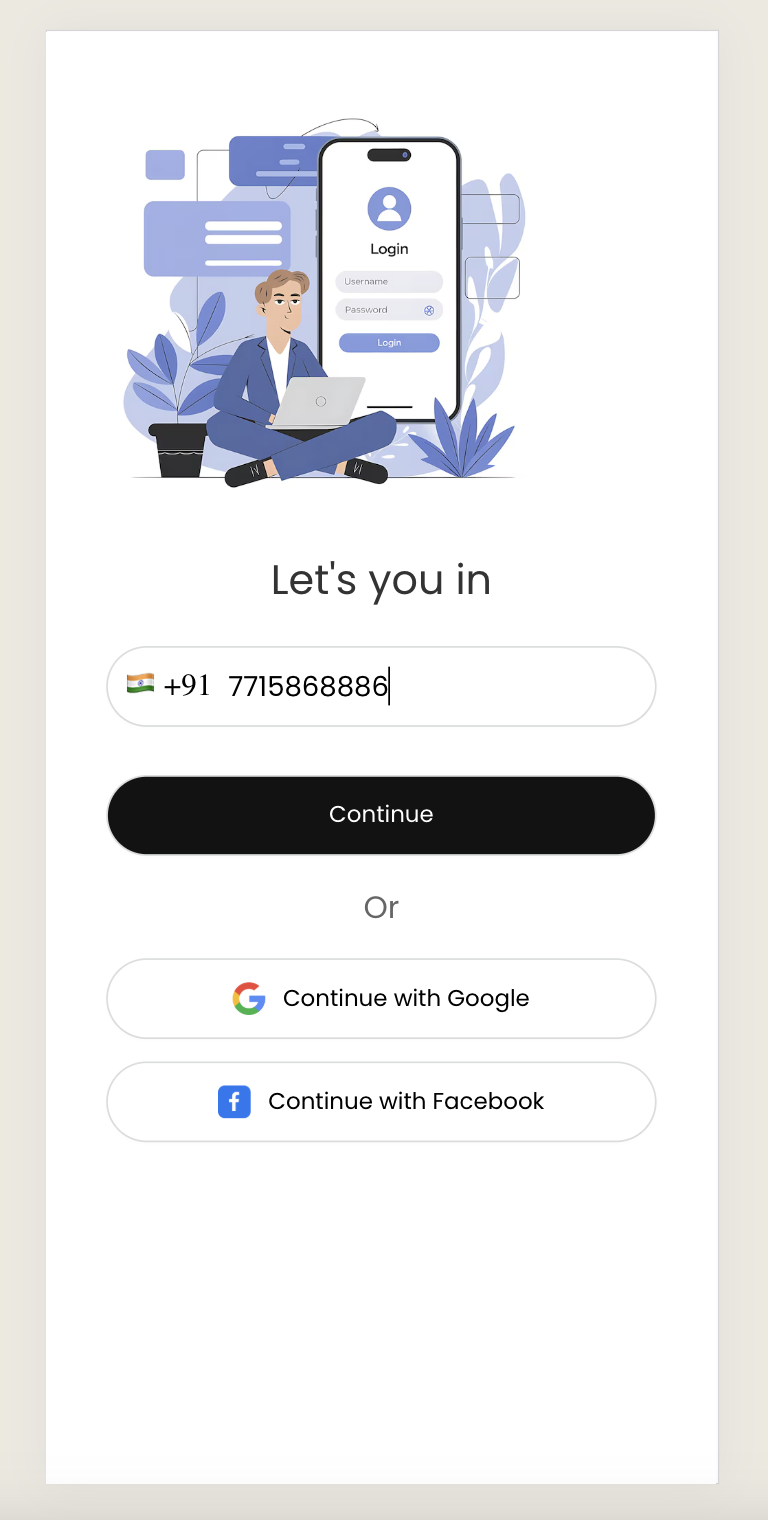 Login
Username
Password
Login
Let's you in
🇮🇳 +91 7715868886
Continue
Or
Continue with Google
Continue with Facebook